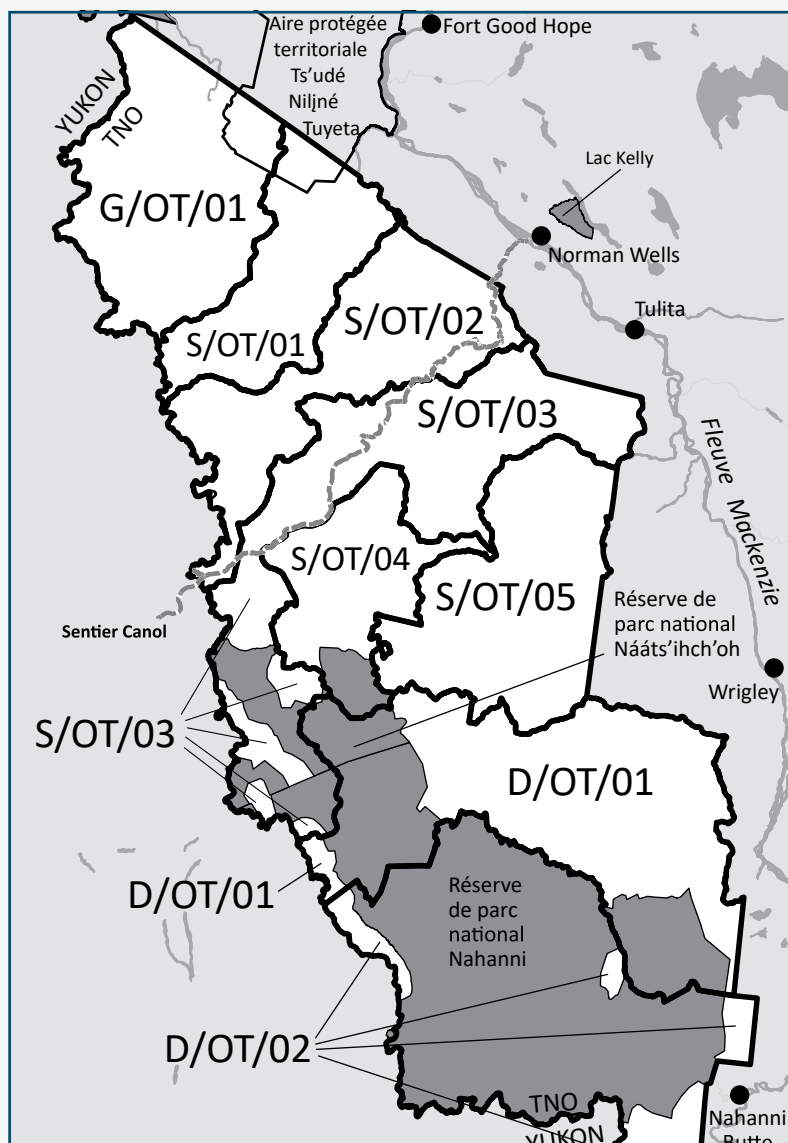 Aire protégée
territoriale
Ts'udé
Nilįné
Tuyeta
Fort Good Hope
YUKON
TNO
Lac Kelly
G/OT/01
Norman Wells
S/OT/02
Tulita
S/OT/01
S/OT/03
Fleuve Mackenzie
S/OT/04
S/OT/05
Réserve de
parc national
Nááts'ihch'oh
Sentier Canol
Wrigley
S/OT/03
D/OT/01
D/OT/01
Réserve
de parc
national
Nahanni
D/OT/02
TNO
YUKON
Nahanni
Butte